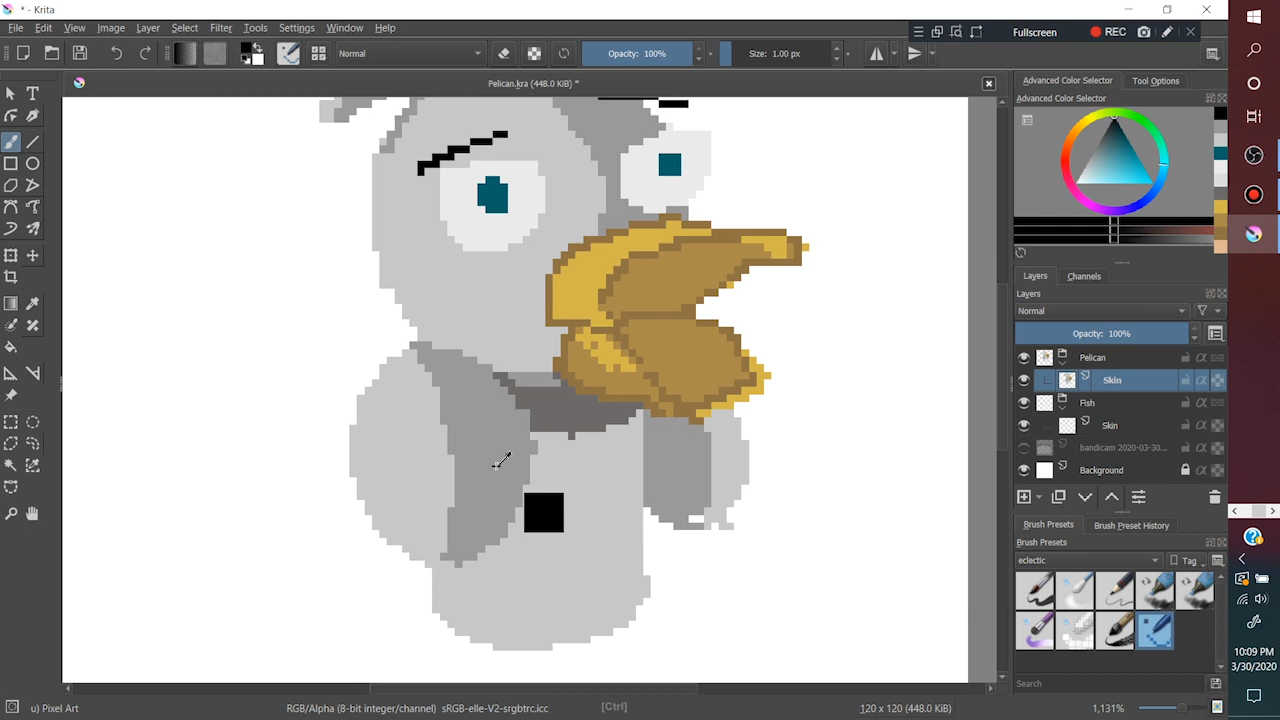 * - Krita
File Edit View Image Layer Select Filter Tools Settings Window Help
Fullscreen REC
Normal Opacity: 100% Size: 1.00 px
Pelican.kra (448.0 KiB) *
Advanced Color Selector Tool Options
Advanced Color Selector
Layers Channels
Layers
Normal
Opacity: 100%
Pelican
Skin
Fish
Skin
bandicam 2020-03-30...
Background
Brush Presets Brush Preset History
Brush Presets
eclectic Tag
Search
u) Pixel Art RGB/Alpha (8-bit integer/channel) sRGB-elle-V2-srgbtrc.icc [Ctrl] 120 x 120 (448.0 KiB) 1,131%
10:09 PM
3/30/2020